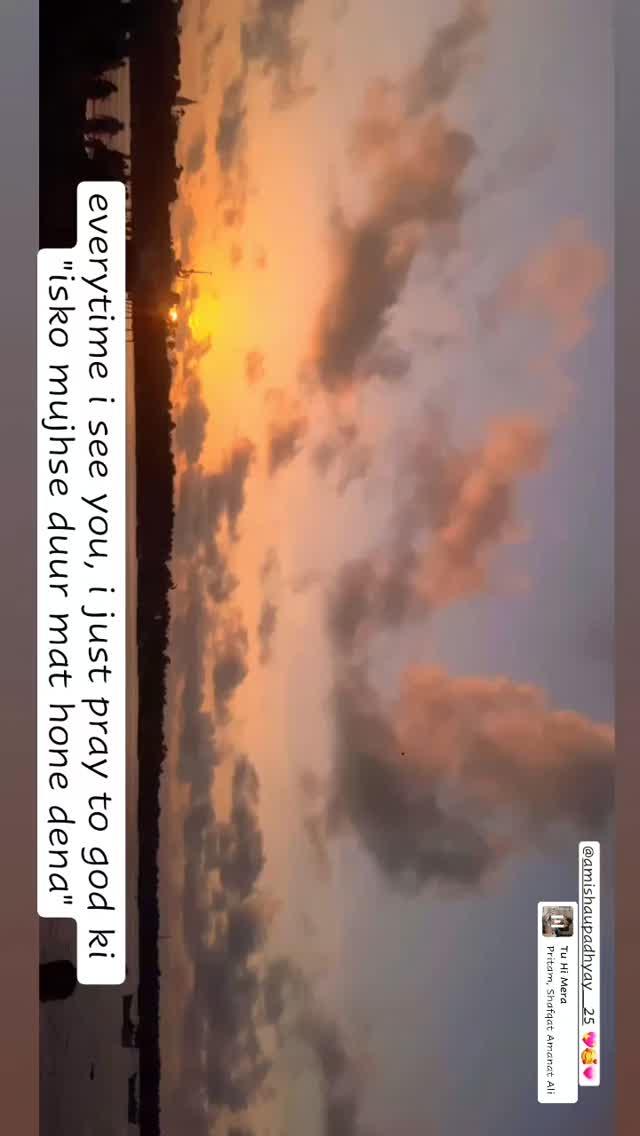 @amishaupadhyay__25 💖🥰💗
Tu Hi Mera
Pritam, Shafqat Amanat Ali
everytime i see you, i just pray to god ki
"isko mujhse duur mat hone dena"